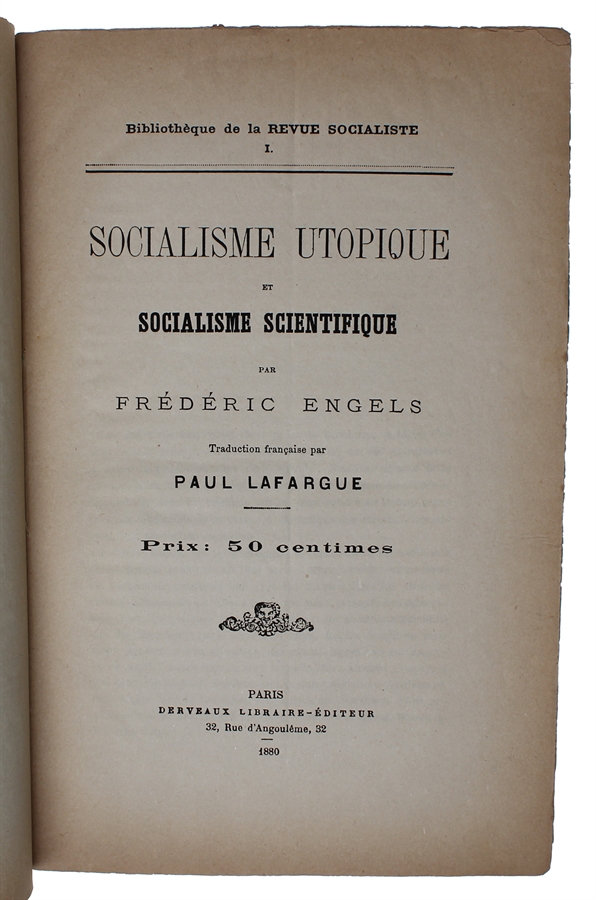 Bibliothèque de la REVUE SOCIALISTE
I.
SOCIALISME UTOPIQUE
ET
SOCIALISME SCIENTIFIQUE
PAR
FRÉDÉRIC ENGELS
Traduction française par
PAUL LAFARGUE
Prix: 50 centimes
PARIS
DERVEAUX LIBRAIRE-ÉDITEUR
32, Rue d'Angoulême, 32
1880